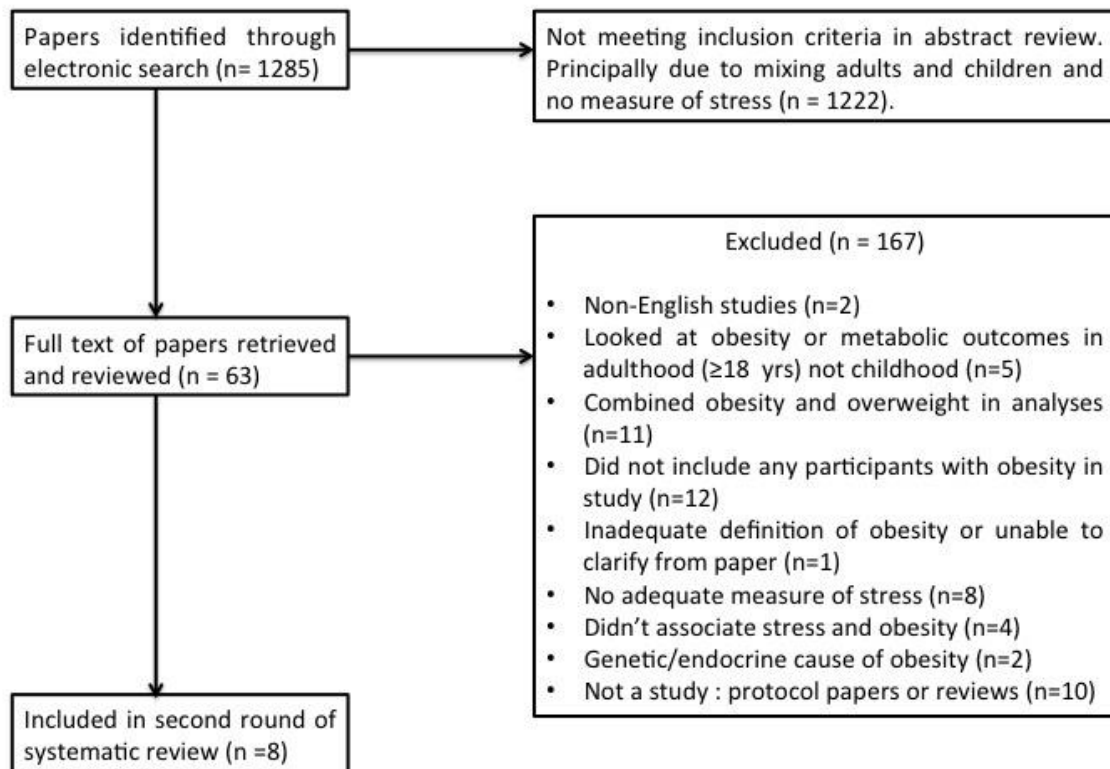 Papers identified through
electronic search (n= 1285)
Not meeting inclusion criteria in abstract review.
Principally due to mixing adults and children and
no measure of stress (n = 1222).
Excluded (n = 167)
• Non-English studies (n=2)
• Looked at obesity or metabolic outcomes in
adulthood (≥18 yrs) not childhood (n=5)
• Combined obesity and overweight in analyses
(n=11)
• Did not include any participants with obesity in
study (n=12)
• Inadequate definition of obesity or unable to
clarify from paper (n=1)
• No adequate measure of stress (n=8)
• Didn’t associate stress and obesity (n=4)
• Genetic/endocrine cause of obesity (n=2)
• Not a study : protocol papers or reviews (n=10)
Full text of papers retrieved
and reviewed (n = 63)
Included in second round of
systematic review (n =8)